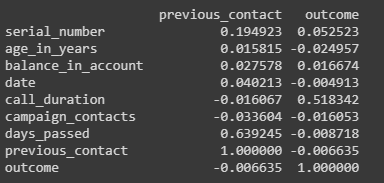 previous_contact outcome
serial_number 0.194923 0.052523
age_in_years 0.015815 -0.024957
balance_in_account 0.027578 0.016674
date 0.040213 -0.004913
call_duration -0.016067 0.518342
campaign_contacts -0.033604 -0.016053
days_passed 0.639245 -0.008718
previous_contact 1.000000 -0.006635
outcome -0.006635 1.000000